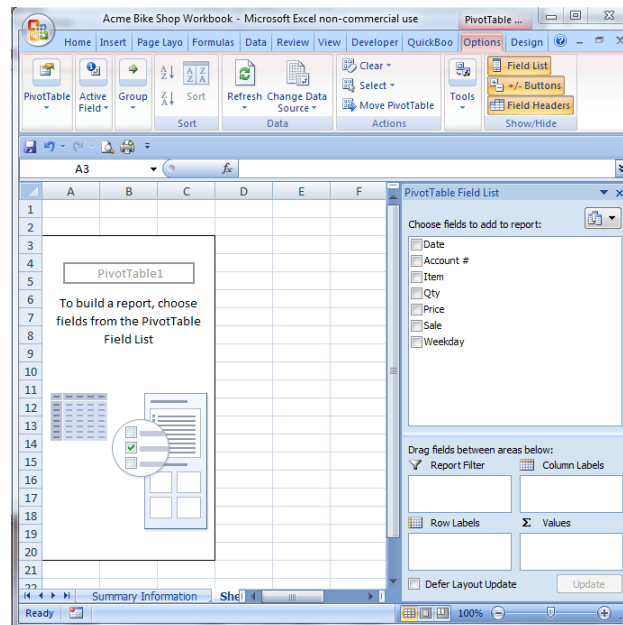 Acme Bike Shop Workbook - Microsoft Excel non-commercial use PivotTable ...
Home Insert Page Layo Formulas Data Review View Developer QuickBoo Options Design
PivotTable Active Field Group Sort Refresh Change Data Source Clear Select Move PivotTable Tools Field List +/- Buttons Field Headers
Sort Data Actions Show/Hide
A3 fx
A B C D E F
1
2
3
4
5
6
7
8
9
10
11
12
13
14
15
16
17
18
19
20
21
22
PivotTable1
To build a report, choose
fields from the PivotTable
Field List
PivotTable Field List
Choose fields to add to report:
Date
Account #
Item
Qty
Price
Sale
Weekday
Drag fields between areas below:
Report Filter Column Labels
Row Labels Σ Values
Defer Layout Update Update
Summary Information She
Ready 100%